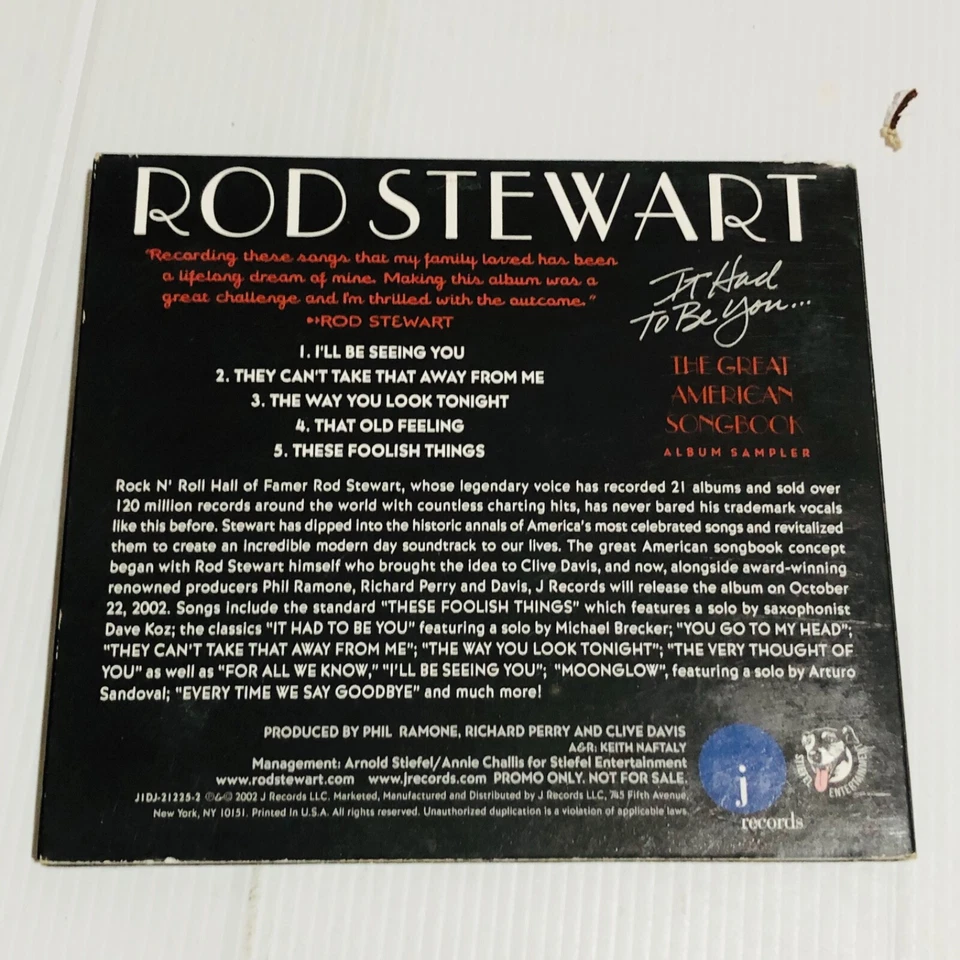 ROD STEWART
"Recording these songs that my family loved has been
a lifelong dream of mine. Making this album was a
great challenge and I'm thrilled with the outcome."
ROD STEWART
It Had
To Be You...
THE GREAT
AMERICAN
SONGBOOK
ALBUM SAMPLER
1. I'LL BE SEEING YOU
2. THEY CAN'T TAKE THAT AWAY FROM ME
3. THE WAY YOU LOOK TONIGHT
4. THAT OLD FEELING
5. THESE FOOLISH THINGS
Rock N' Roll Hall of Famer Rod Stewart, whose legendary voice has recorded 21 albums and sold over
120 million records around the world with countless charting hits, has never bared his trademark vocals
like this before. Stewart has dipped into the historic annals of America's most celebrated songs and revitalized
them to create an incredible modern day soundtrack to our lives. The great American songbook concept
began with Rod Stewart himself who brought the idea to Clive Davis, and now, alongside award-winning
renowned producers Phil Ramone, Richard Perry and Davis, J Records will release the album on October
22, 2002. Songs include the standard "THESE FOOLISH THINGS" which features a solo by saxophonist
Dave Koz; the classics "IT HAD TO BE YOU" featuring a solo by Michael Brecker; "YOU GO TO MY HEAD";
"THEY CAN'T TAKE THAT AWAY FROM ME"; "THE WAY YOU LOOK TONIGHT"; "THE VERY THOUGHT OF
YOU" as well as "FOR ALL WE KNOW," "I'LL BE SEEING YOU"; "MOONGLOW", featuring a solo by Arturo
Sandoval; "EVERY TIME WE SAY GOODBYE" and much more!
PRODUCED BY PHIL RAMONE, RICHARD PERRY AND CLIVE DAVIS
A&R: KEITH NAFTALY
Management: Arnold Stiefel/Annie Challis for Stiefel Entertainment
www.rodstewart.com www.jrecords.com PROMO ONLY. NOT FOR SALE.
J1DJ-21225-2 ℗&© 2002 J Records LLC. Marketed, Manufactured and Distributed by J Records LLC, 745 Fifth Avenue,
New York, NY 10151. Printed in U.S.A. All rights reserved. Unauthorized duplication is a violation of applicable laws.
j
records
STIEFEL
ENTERTAINMENT